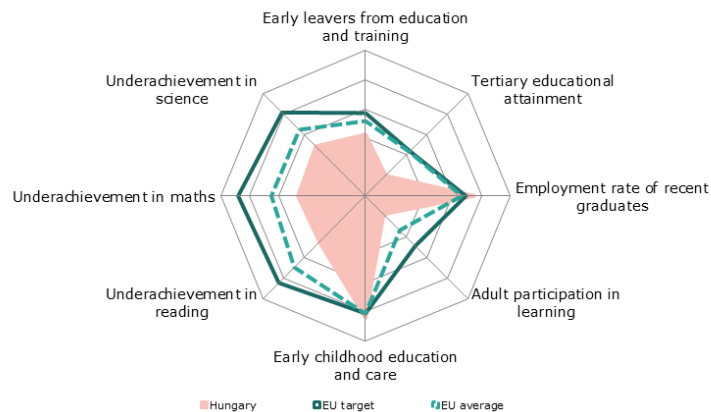 Early leavers from education
and training
Underachievement in
science
Tertiary educational
attainment
Underachievement in maths
Employment rate of recent
graduates
Underachievement in
reading
Adult participation in
learning
Early childhood education
and care
Hungary
EU target
EU average